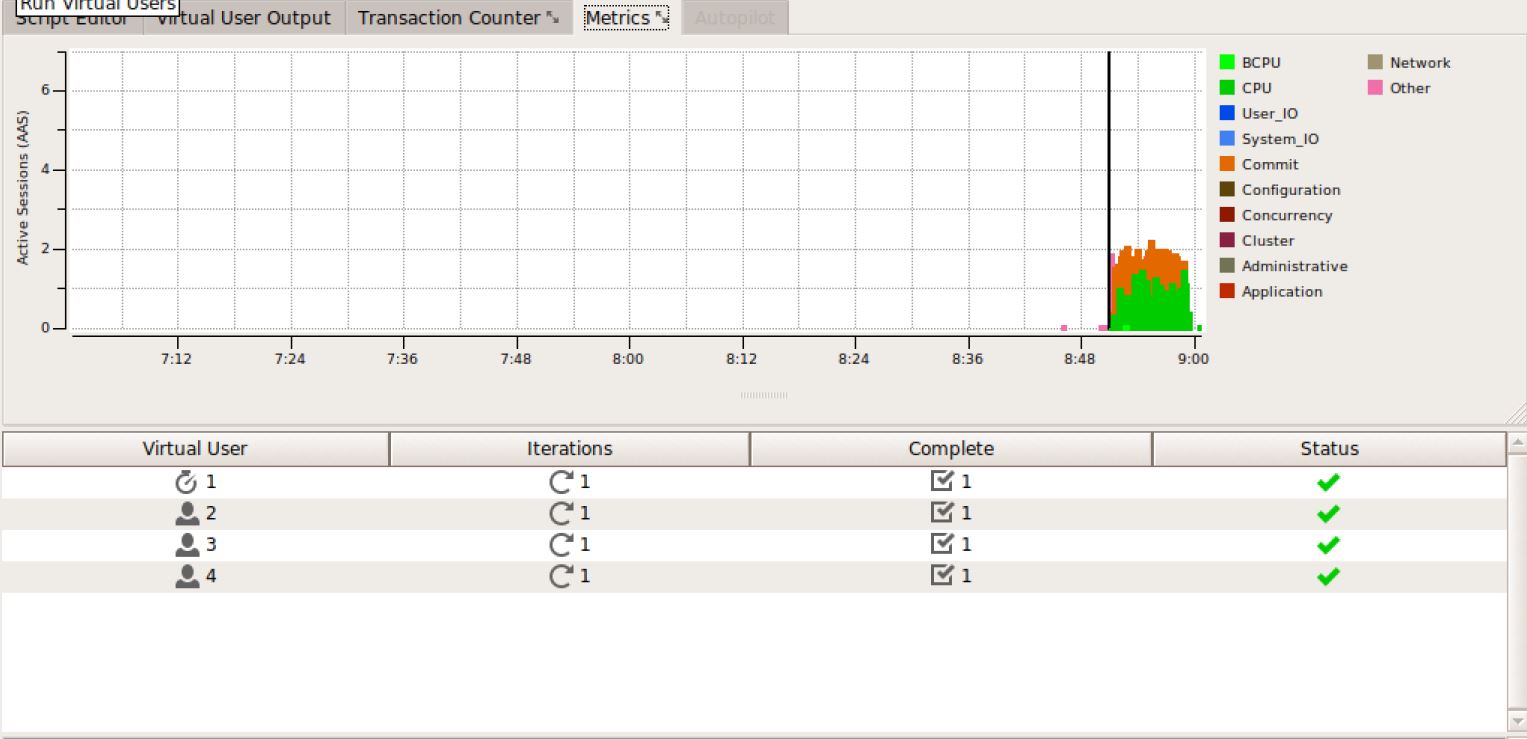 Run Virtual Users
Script Editor Virtual User Output Transaction Counter Metrics Autopilot
Active Sessions (AAS)
6
4
2
0
7:12 7:24 7:36 7:48 8:00 8:12 8:24 8:36 8:48 9:00
BCPU Network
CPU Other
User_IO
System_IO
Commit
Configuration
Concurrency
Cluster
Administrative
Application
Virtual User Iterations Complete Status
1 1 1
2 1 1
3 1 1
4 1 1